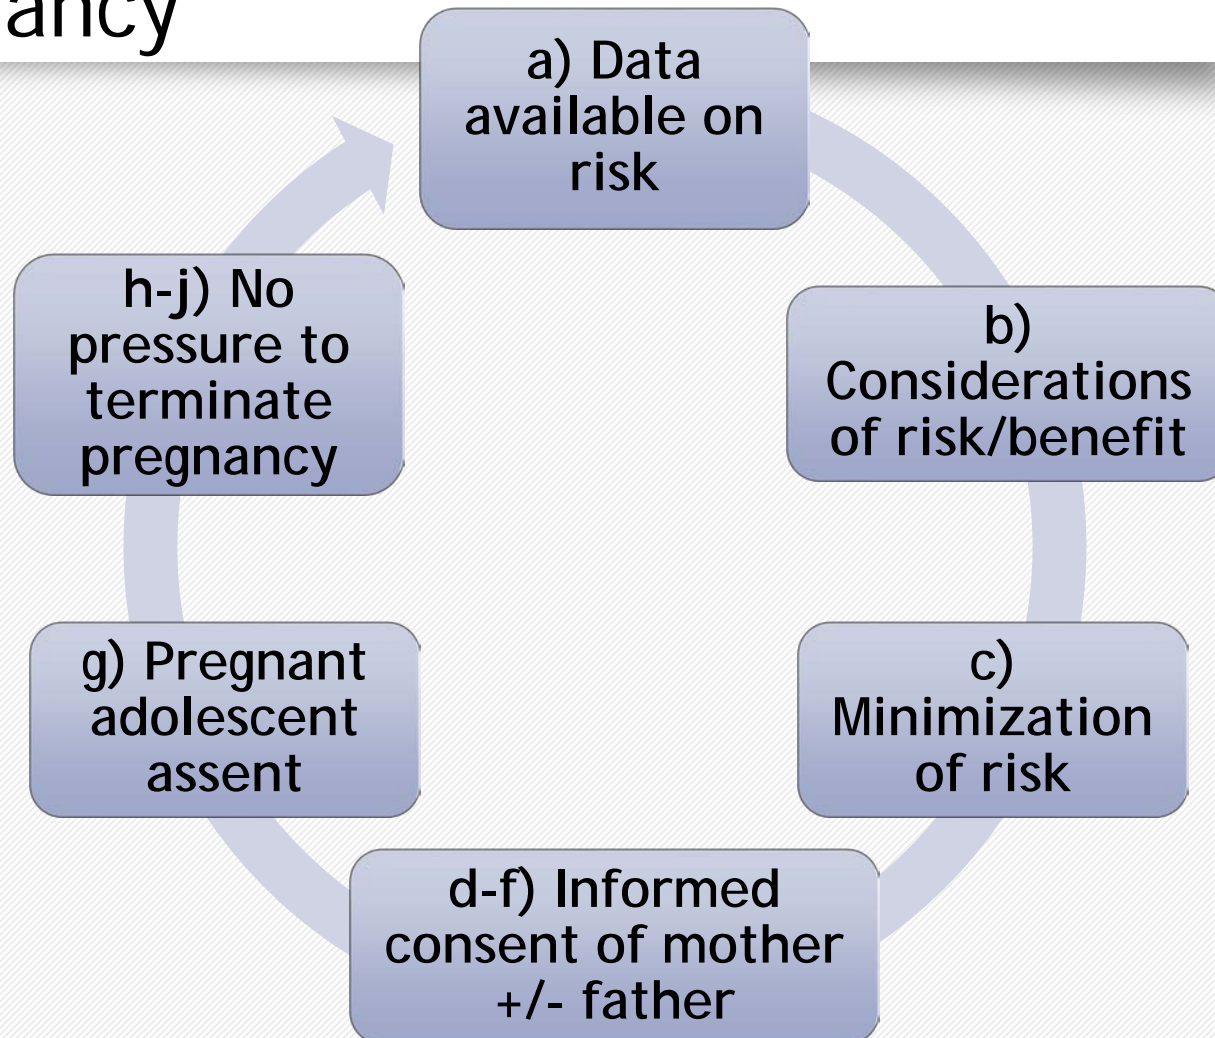 ancy
a) Data
available on
risk
b)
Considerations
of risk/benefit
c)
Minimization
of risk
d-f) Informed
consent of mother
+/- father
g) Pregnant
adolescent
assent
h-j) No
pressure to
terminate
pregnancy